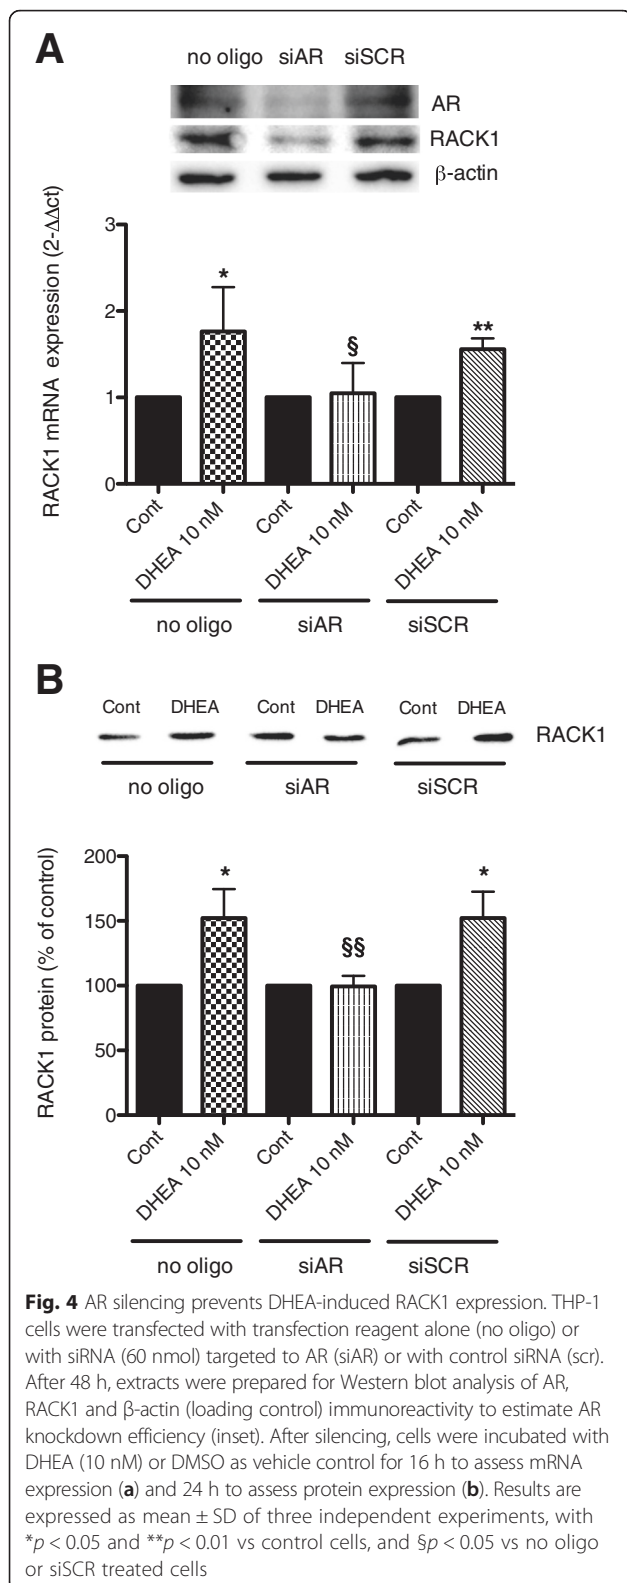 A
no oligo siAR siSCR
AR
RACK1
β-actin
RACK1 mRNA expression (2-ΔΔct)
3
2
1
0
* § **
Cont DHEA 10 nM Cont DHEA 10 nM Cont DHEA 10 nM
no oligo siAR siSCR
B
Cont DHEA Cont DHEA Cont DHEA
RACK1
no oligo siAR siSCR
RACK1 protein (% of control)
200
150
100
50
0
* §§ *
Cont DHEA 10 nM Cont DHEA 10 nM Cont DHEA 10 nM
no oligo siAR siSCR
Fig. 4 AR silencing prevents DHEA-induced RACK1 expression. THP-1
cells were transfected with transfection reagent alone (no oligo) or
with siRNA (60 nmol) targeted to AR (siAR) or with control siRNA (scr).
After 48 h, extracts were prepared for Western blot analysis of AR,
RACK1 and β-actin (loading control) immunoreactivity to estimate AR
knockdown efficiency (inset). After silencing, cells were incubated with
DHEA (10 nM) or DMSO as vehicle control for 16 h to assess mRNA
expression (a) and 24 h to assess protein expression (b). Results are
expressed as mean ± SD of three independent experiments, with
*p < 0.05 and **p < 0.01 vs control cells, and §p < 0.05 vs no oligo
or siSCR treated cells